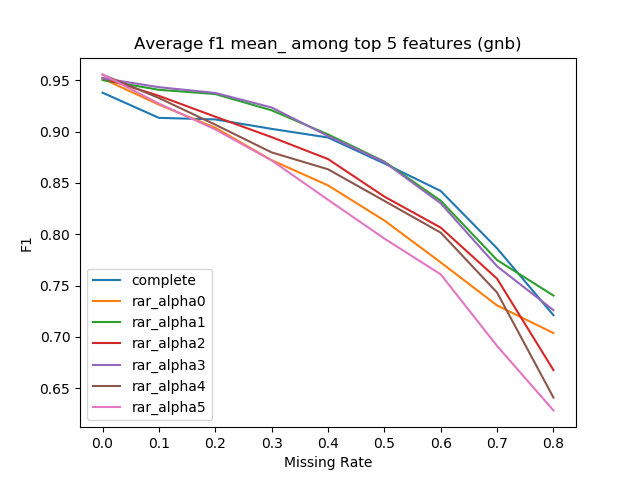 Average f1 mean_ among top 5 features (gnb)
F1
0.95
0.90
0.85
0.80
0.75
0.70
0.65
complete
rar_alpha0
rar_alpha1
rar_alpha2
rar_alpha3
rar_alpha4
rar_alpha5
0.0 0.1 0.2 0.3 0.4 0.5 0.6 0.7 0.8
Missing Rate